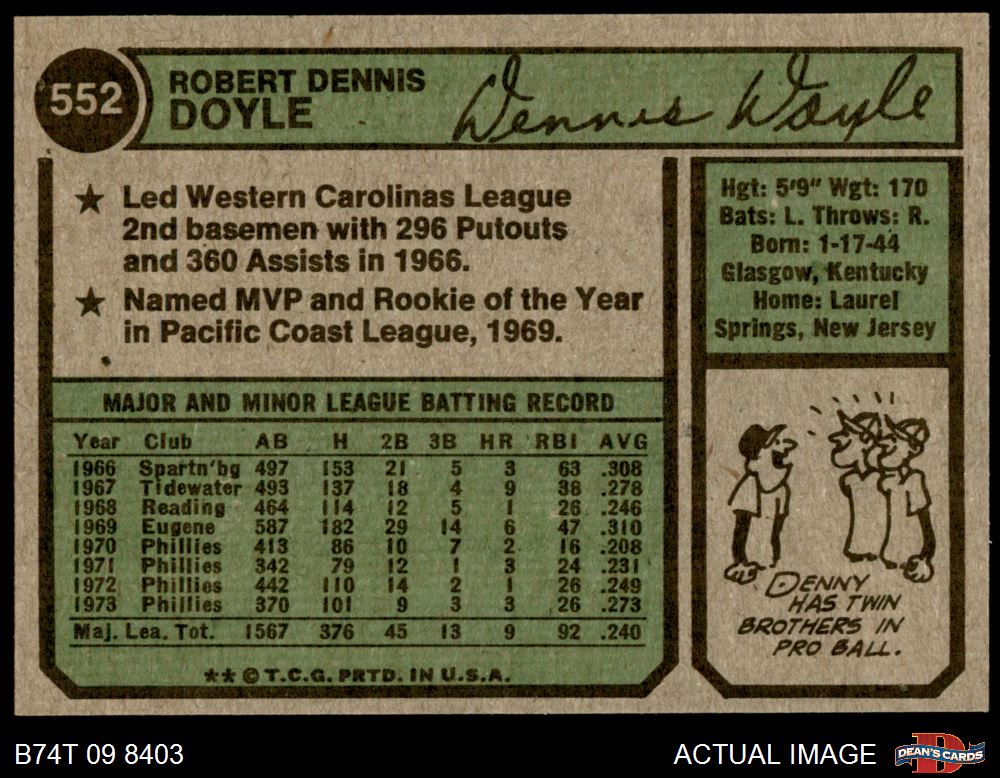 552
ROBERT DENNIS
DOYLE
Dennis Doyle
★ Led Western Carolinas League
2nd basemen with 296 Putouts
and 360 Assists in 1966.
★ Named MVP and Rookie of the Year
in Pacific Coast League, 1969.
Hgt: 5'9" Wgt: 170
Bats: L. Throws: R.
Born: 1-17-44
Glasgow, Kentucky
Home: Laurel
Springs, New Jersey
MAJOR AND MINOR LEAGUE BATTING RECORD
Year Club AB H 2B 3B HR RBI AVG
1966 Spartn'bg 497 153 21 5 3 63 .308
1967 Tidewater 493 137 18 4 9 38 .278
1968 Reading 464 114 12 5 1 26 .246
1969 Eugene 587 182 29 14 6 47 .310
1970 Phillies 413 86 10 7 2 16 .208
1971 Phillies 342 79 12 1 3 24 .231
1972 Phillies 442 110 14 2 1 26 .249
1973 Phillies 370 101 9 3 3 26 .273
Maj. Lea. Tot. 1567 376 45 13 9 92 .240
** © T.C.G. PRTD. IN U.S.A.
DENNY
HAS TWIN
BROTHERS IN
PRO BALL.
B74T 09 8403
ACTUAL IMAGE
DEAN'S CARDS